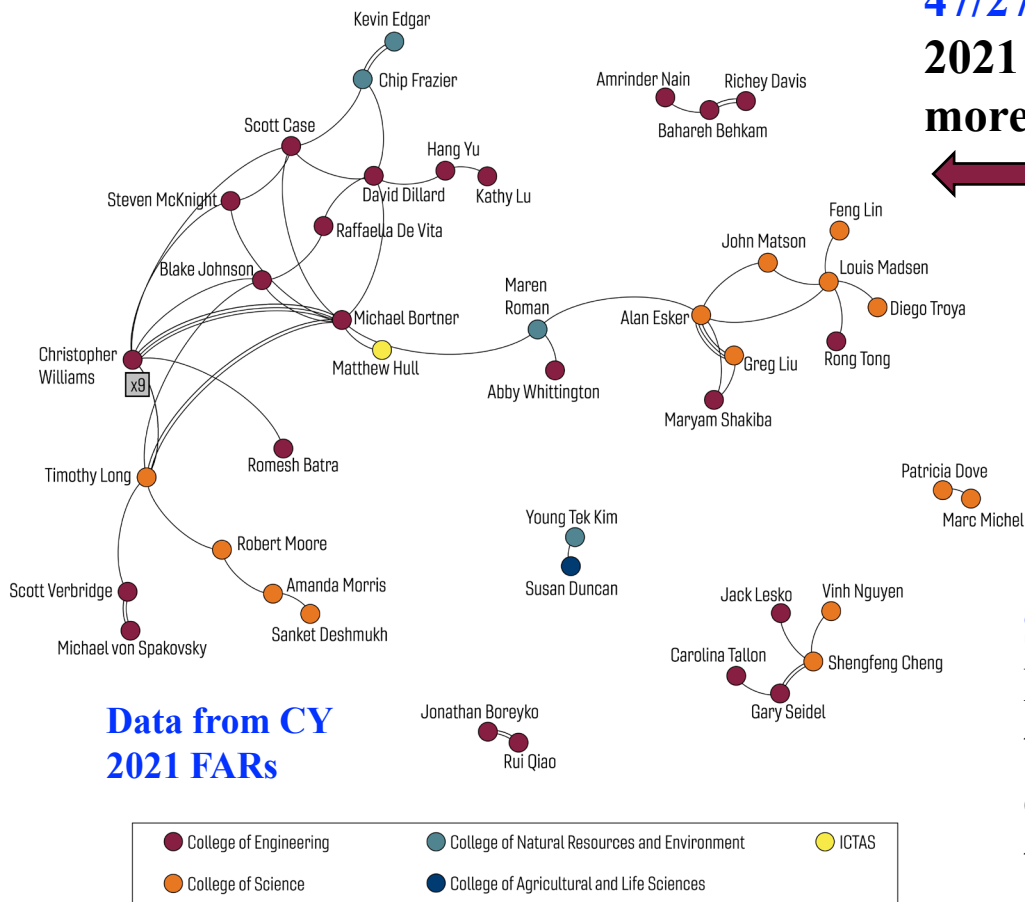 47/27
2021
more
Kevin Edgar
Chip Frazier
Amrinder Nain
Richey Davis
Bahareh Behkam
Scott Case
Hang Yu
David Dillard
Kathy Lu
Steven McKnight
Raffaella De Vita
Feng Lin
John Matson
Louis Madsen
Blake Johnson
Maren
Roman
Diego Troya
Michael Bortner
Alan Esker
Christopher
Williams
x9
Matthew Hull
Greg Liu
Rong Tong
Abby Whittington
Maryam Shakiba
Romesh Batra
Timothy Long
Patricia Dove
Marc Michel
Young Tek Kim
Robert Moore
Susan Duncan
Scott Verbridge
Amanda Morris
Jack Lesko
Vinh Nguyen
Sanket Deshmukh
Michael von Spakovsky
Carolina Tallon
Shengfeng Cheng
Gary Seidel
Data from CY
2021 FARs
Jonathan Boreyko
Rui Qiao
College of Engineering
College of Natural Resources and Environment
ICTAS
College of Science
College of Agricultural and Life Sciences